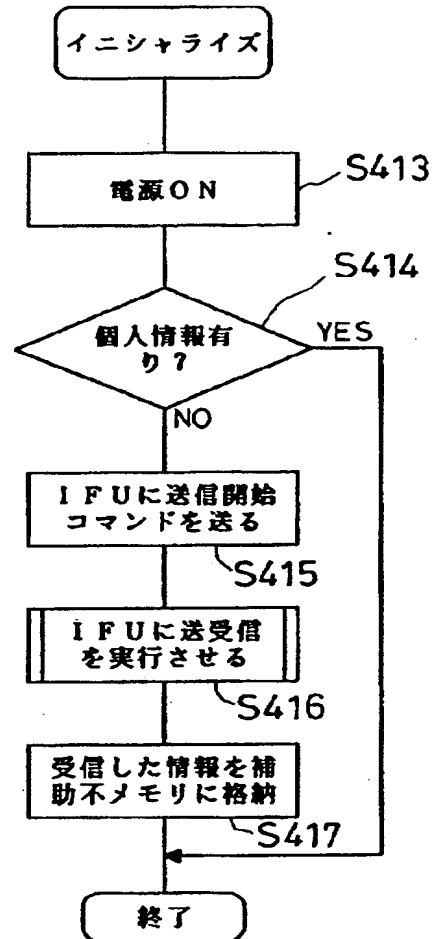 イニシャライズ
電源ON
S413
S414
個人情報有
り?
YES
NO
IFUに送信開始
コマンドを送る
S415
IFUに送受信
を実行させる
S416
受信した情報を補
助不メモリに格納
S417
終了